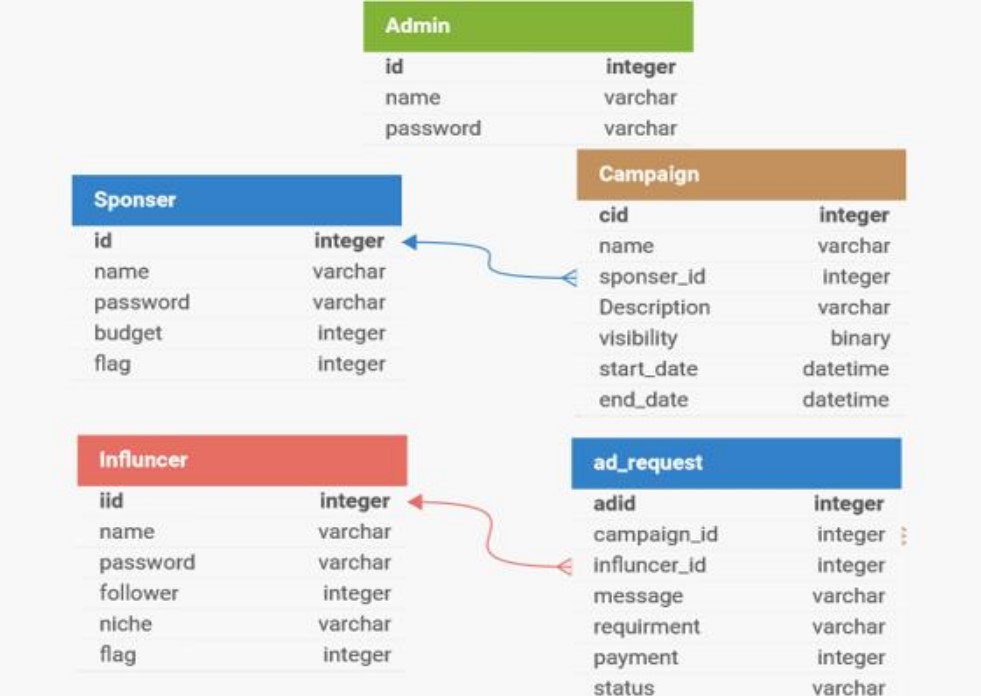 Admin
id integer
name varchar
password varchar
Sponser
id integer
name varchar
password varchar
budget integer
flag integer
Campaign
cid integer
name varchar
sponser_id integer
Description varchar
visibility binary
start_date datetime
end_date datetime
Influncer
iid integer
name varchar
password varchar
follower integer
niche varchar
flag integer
ad_request
adid integer
campaign_id integer
influncer_id integer
message varchar
requirment varchar
payment integer
status varchar